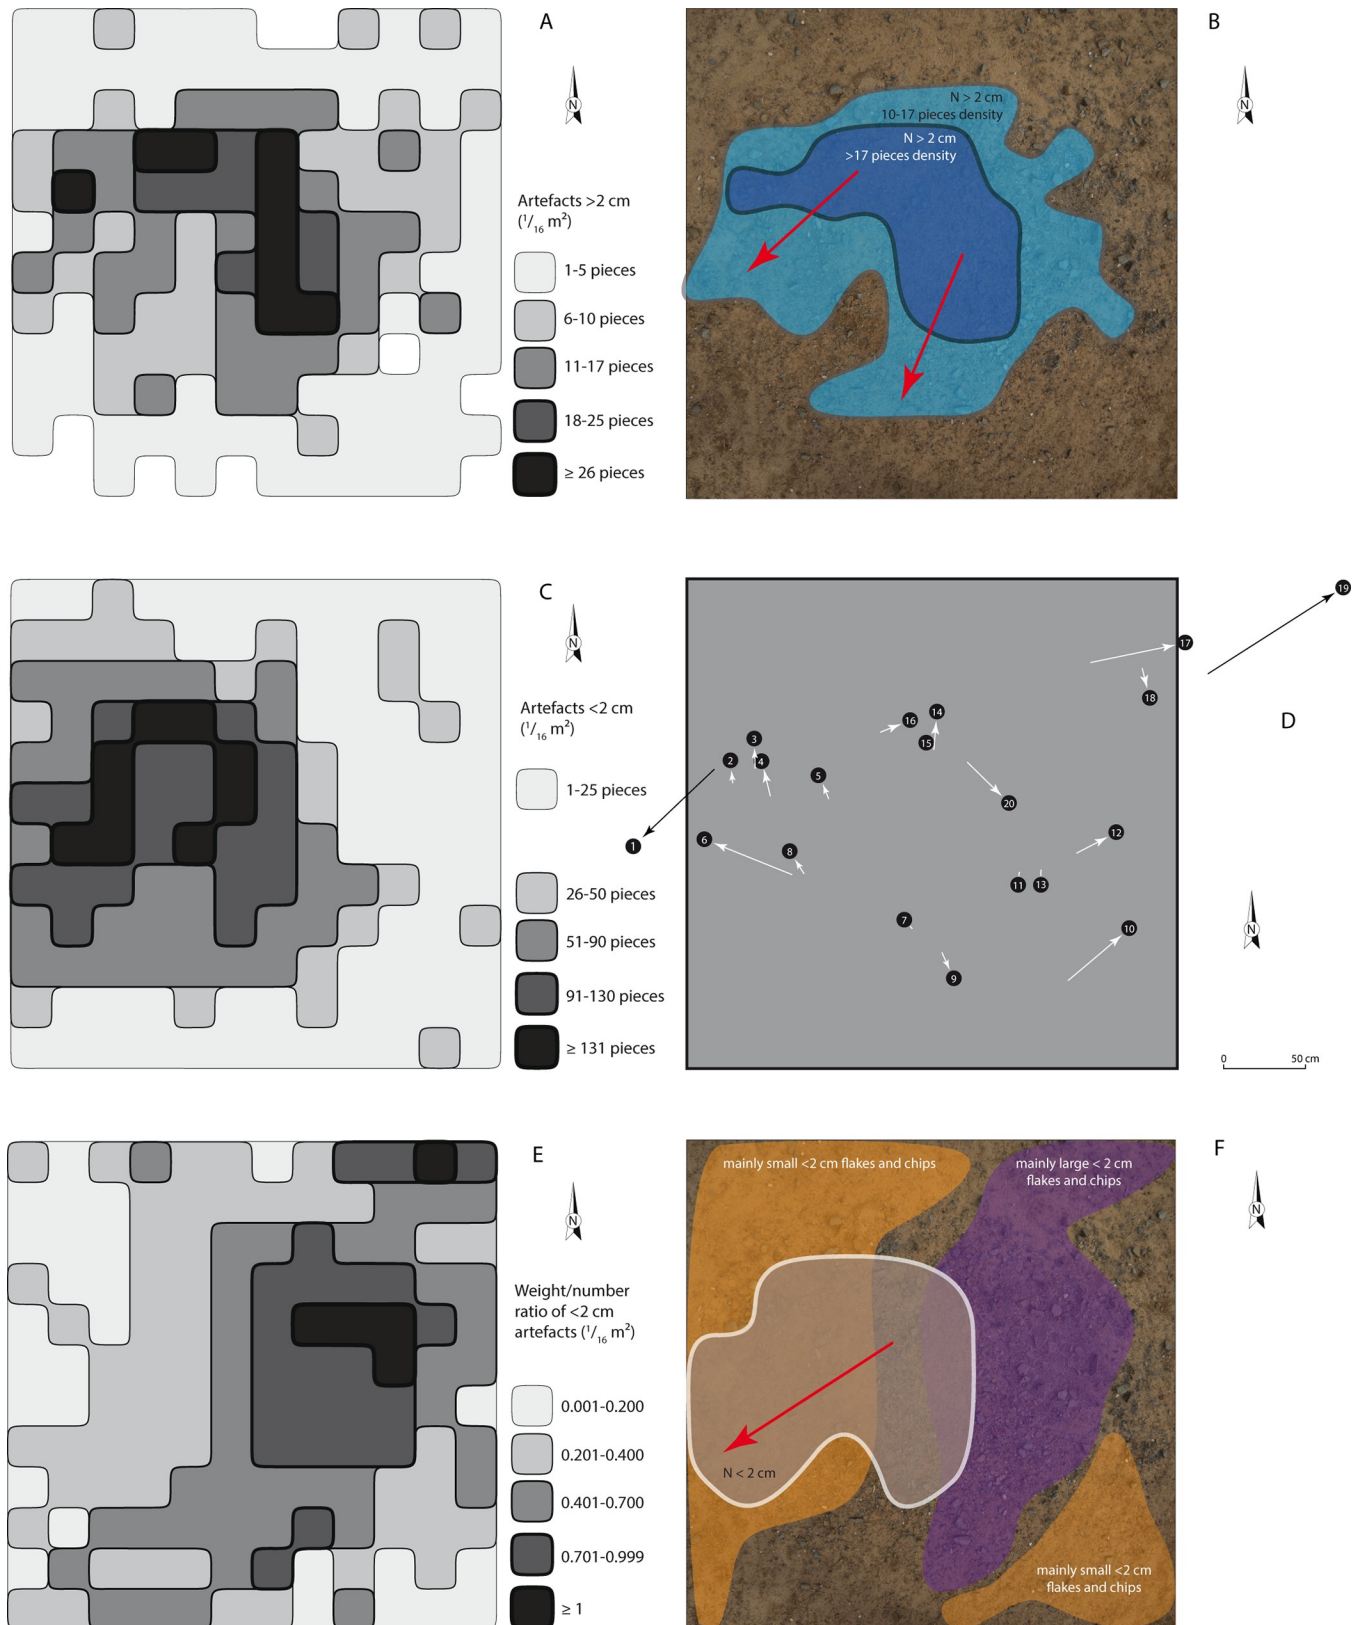 A
N
Artefacts >2 cm
(1/16 m2)
1-5 pieces
6-10 pieces
11-17 pieces
18-25 pieces
≥ 26 pieces
B
N
N > 2 cm
10-17 pieces density
N > 2 cm
>17 pieces density
C
N
Artefacts <2 cm
(1/16 m2)
1-25 pieces
26-50 pieces
51-90 pieces
91-130 pieces
≥ 131 pieces
D
N
19
17
18
14
16
15
3
2
4
5
20
1
6
8
12
11
13
7
10
9
0 50 cm
E
N
Weight/number
ratio of <2 cm
artefacts (1/16 m2)
0.001-0.200
0.201-0.400
0.401-0.700
0.701-0.999
≥ 1
F
N
mainly small <2 cm flakes and chips
mainly large < 2 cm
flakes and chips
N < 2 cm
mainly small <2 cm
flakes and chips